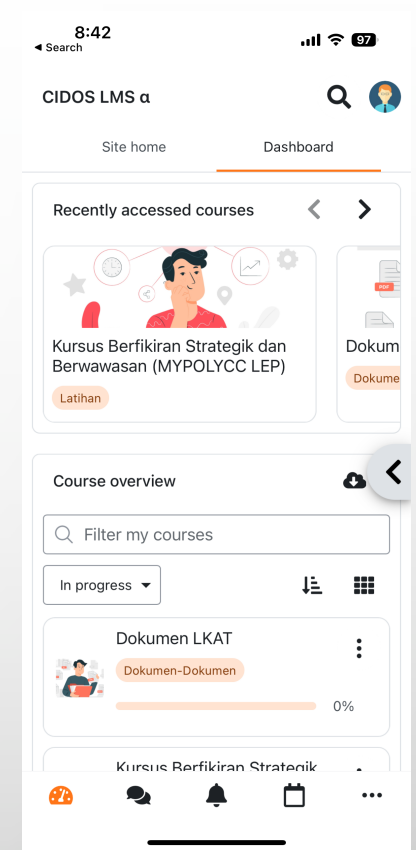 8:42
◀ Search
97
CIDOS LMS α
Site home
Dashboard
Recently accessed courses
PDF
Kursus Berfikiran Strategik dan
Berwawasan (MYPOLYCC LEP)
Latihan
Dokum
Dokume
Course overview
Filter my courses
In progress
Dokumen LKAT
Dokumen-Dokumen
0%
Kursus Berfikiran Strategik